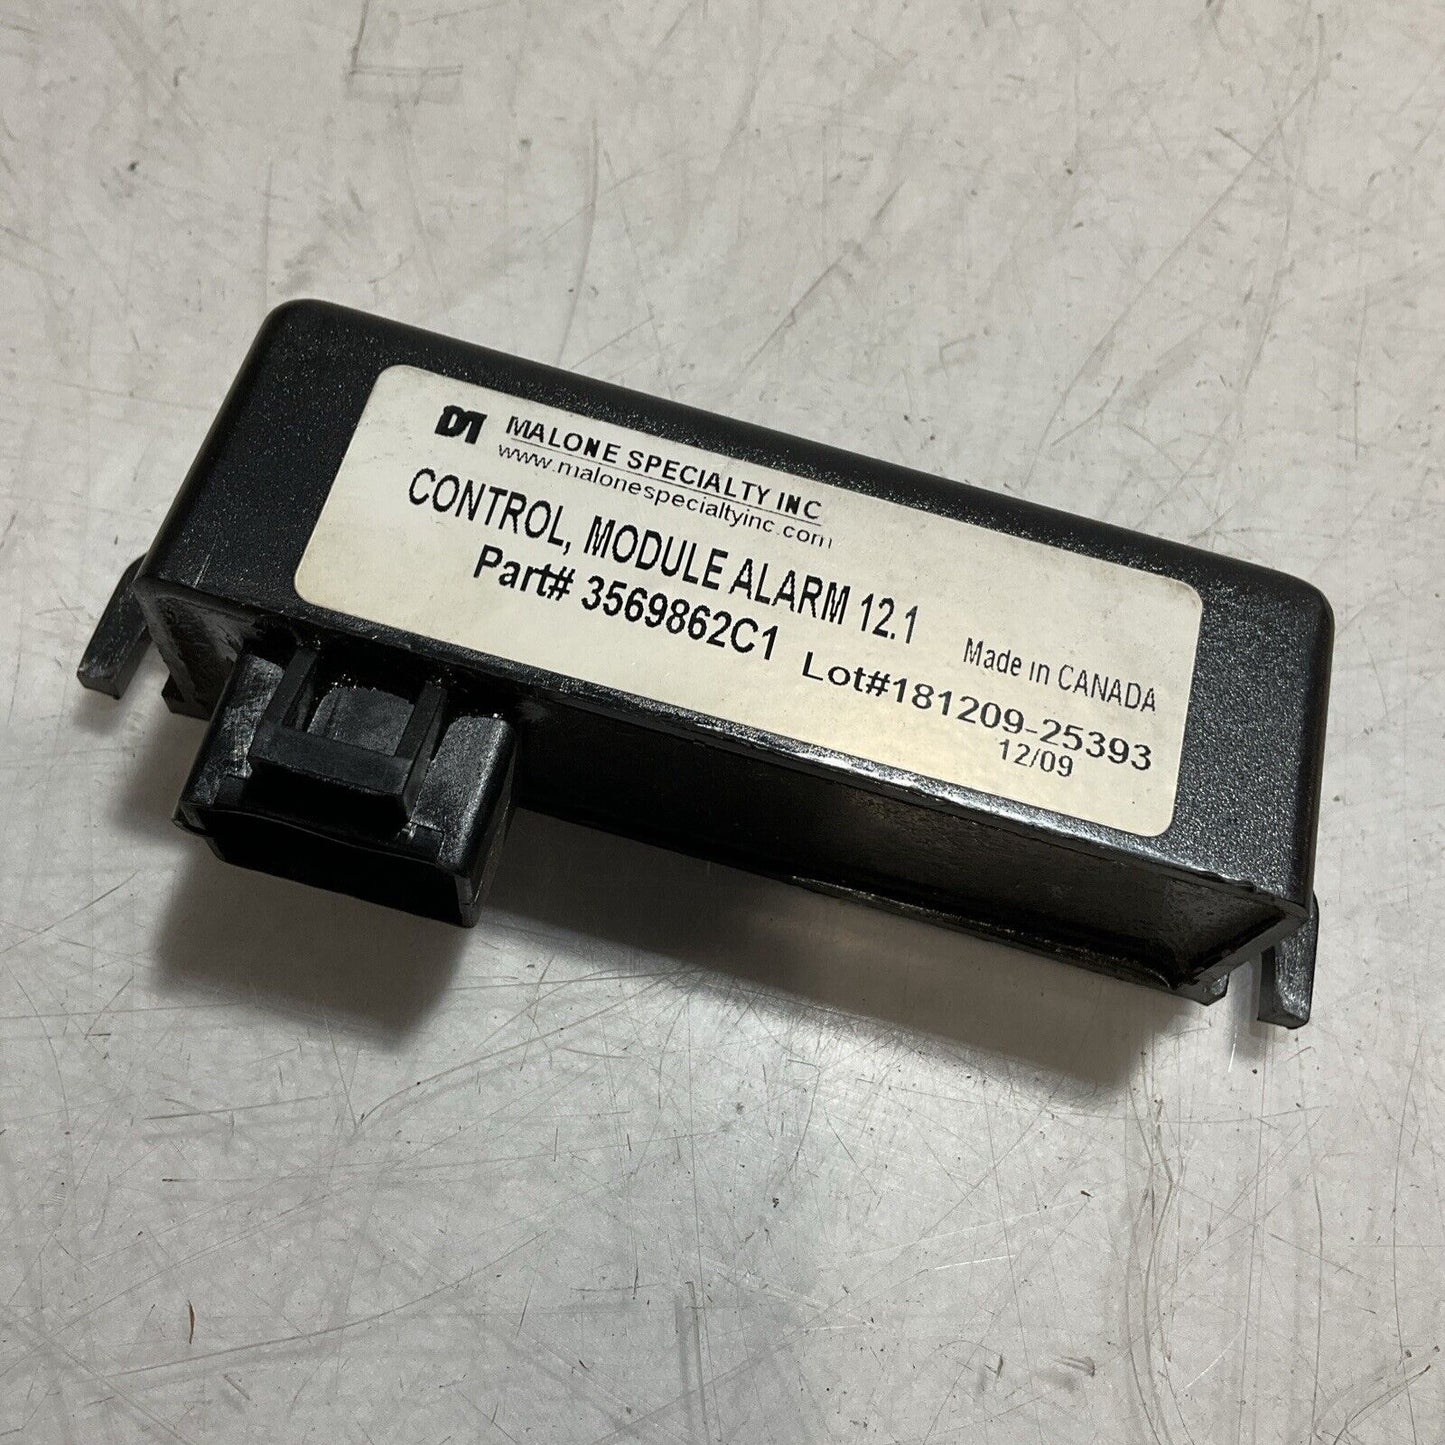 DT MALONE SPECIALTY INC
www.malonespecialtyinc.com
CONTROL, MODULE ALARM 12.1
Part# 3569862C1
Made in CANADA
Lot#181209-25393
12/09